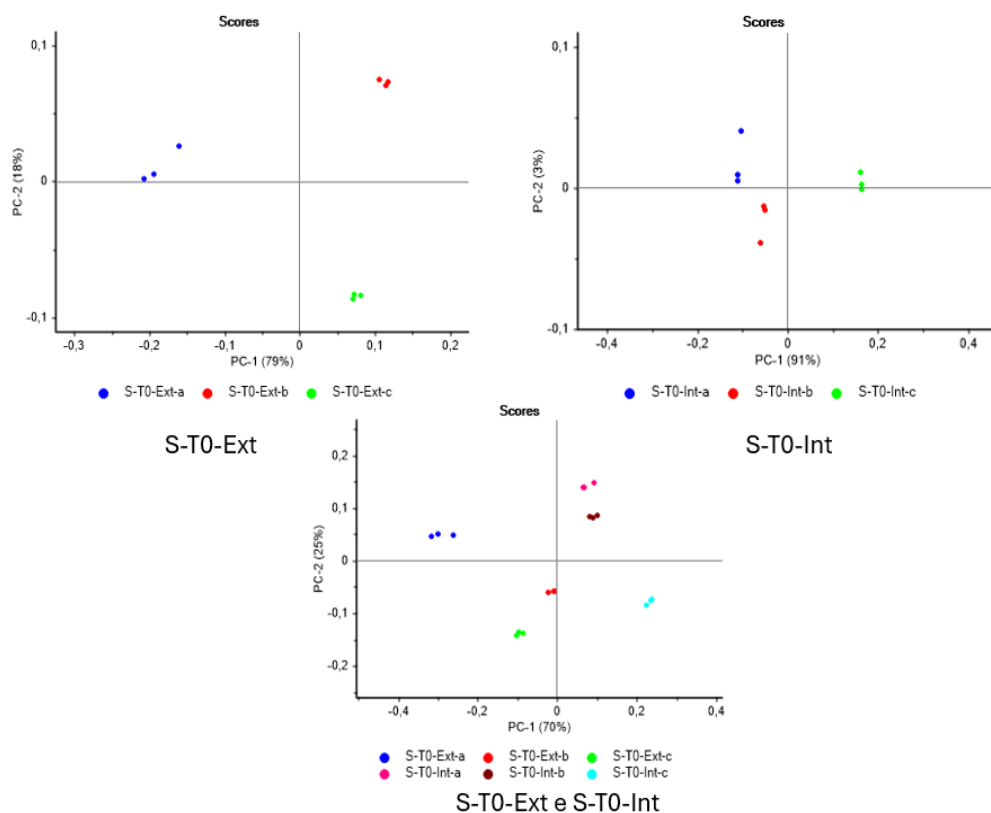 Scores
0,1
0
-0,1
PC-2 (18%)
-0,3 -0,2 -0,1 0 0,1 0,2
PC-1 (79%)
S-T0-Ext-a S-T0-Ext-b S-T0-Ext-c
S-T0-Ext
Scores
0,1
0
-0,1
PC-2 (3%)
-0,4 -0,2 0 0,2 0,4
PC-1 (91%)
S-T0-Int-a S-T0-Int-b S-T0-Int-c
S-T0-Int
Scores
0,2
0,1
0
-0,1
-0,2
PC-2 (25%)
-0,4 -0,2 0 0,2 0,4
PC-1 (70%)
S-T0-Ext-a S-T0-Ext-b S-T0-Ext-c
S-T0-Int-a S-T0-Int-b S-T0-Int-c
S-T0-Ext e S-T0-Int